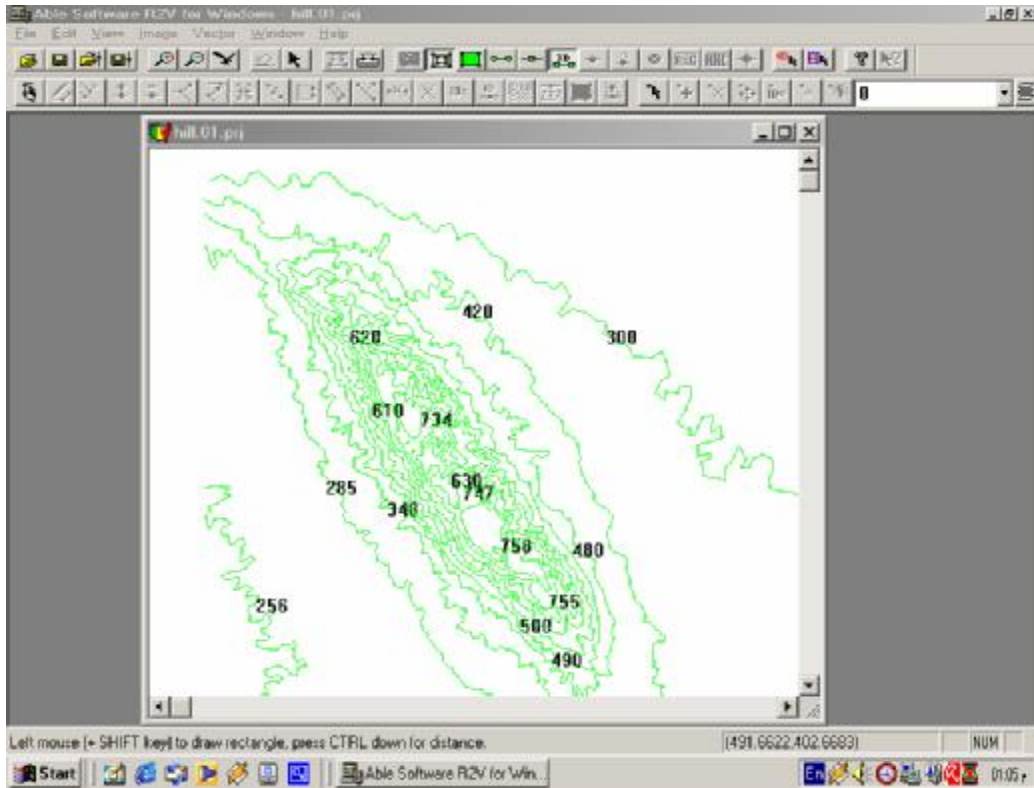 Able Software R2V for Windows - hill.01.prj
File Edit View Image Vector Window Help
0
hill.01.prj
420
300
620
610
734
630
747
285
340
758
480
256
755
500
490
Left mouse [+ SHIFT key] to draw rectangle, press CTRL down for distance.
(491.6622,402.6683)
NUM
Start
Able Software R2V for Win...
En
01:05 م